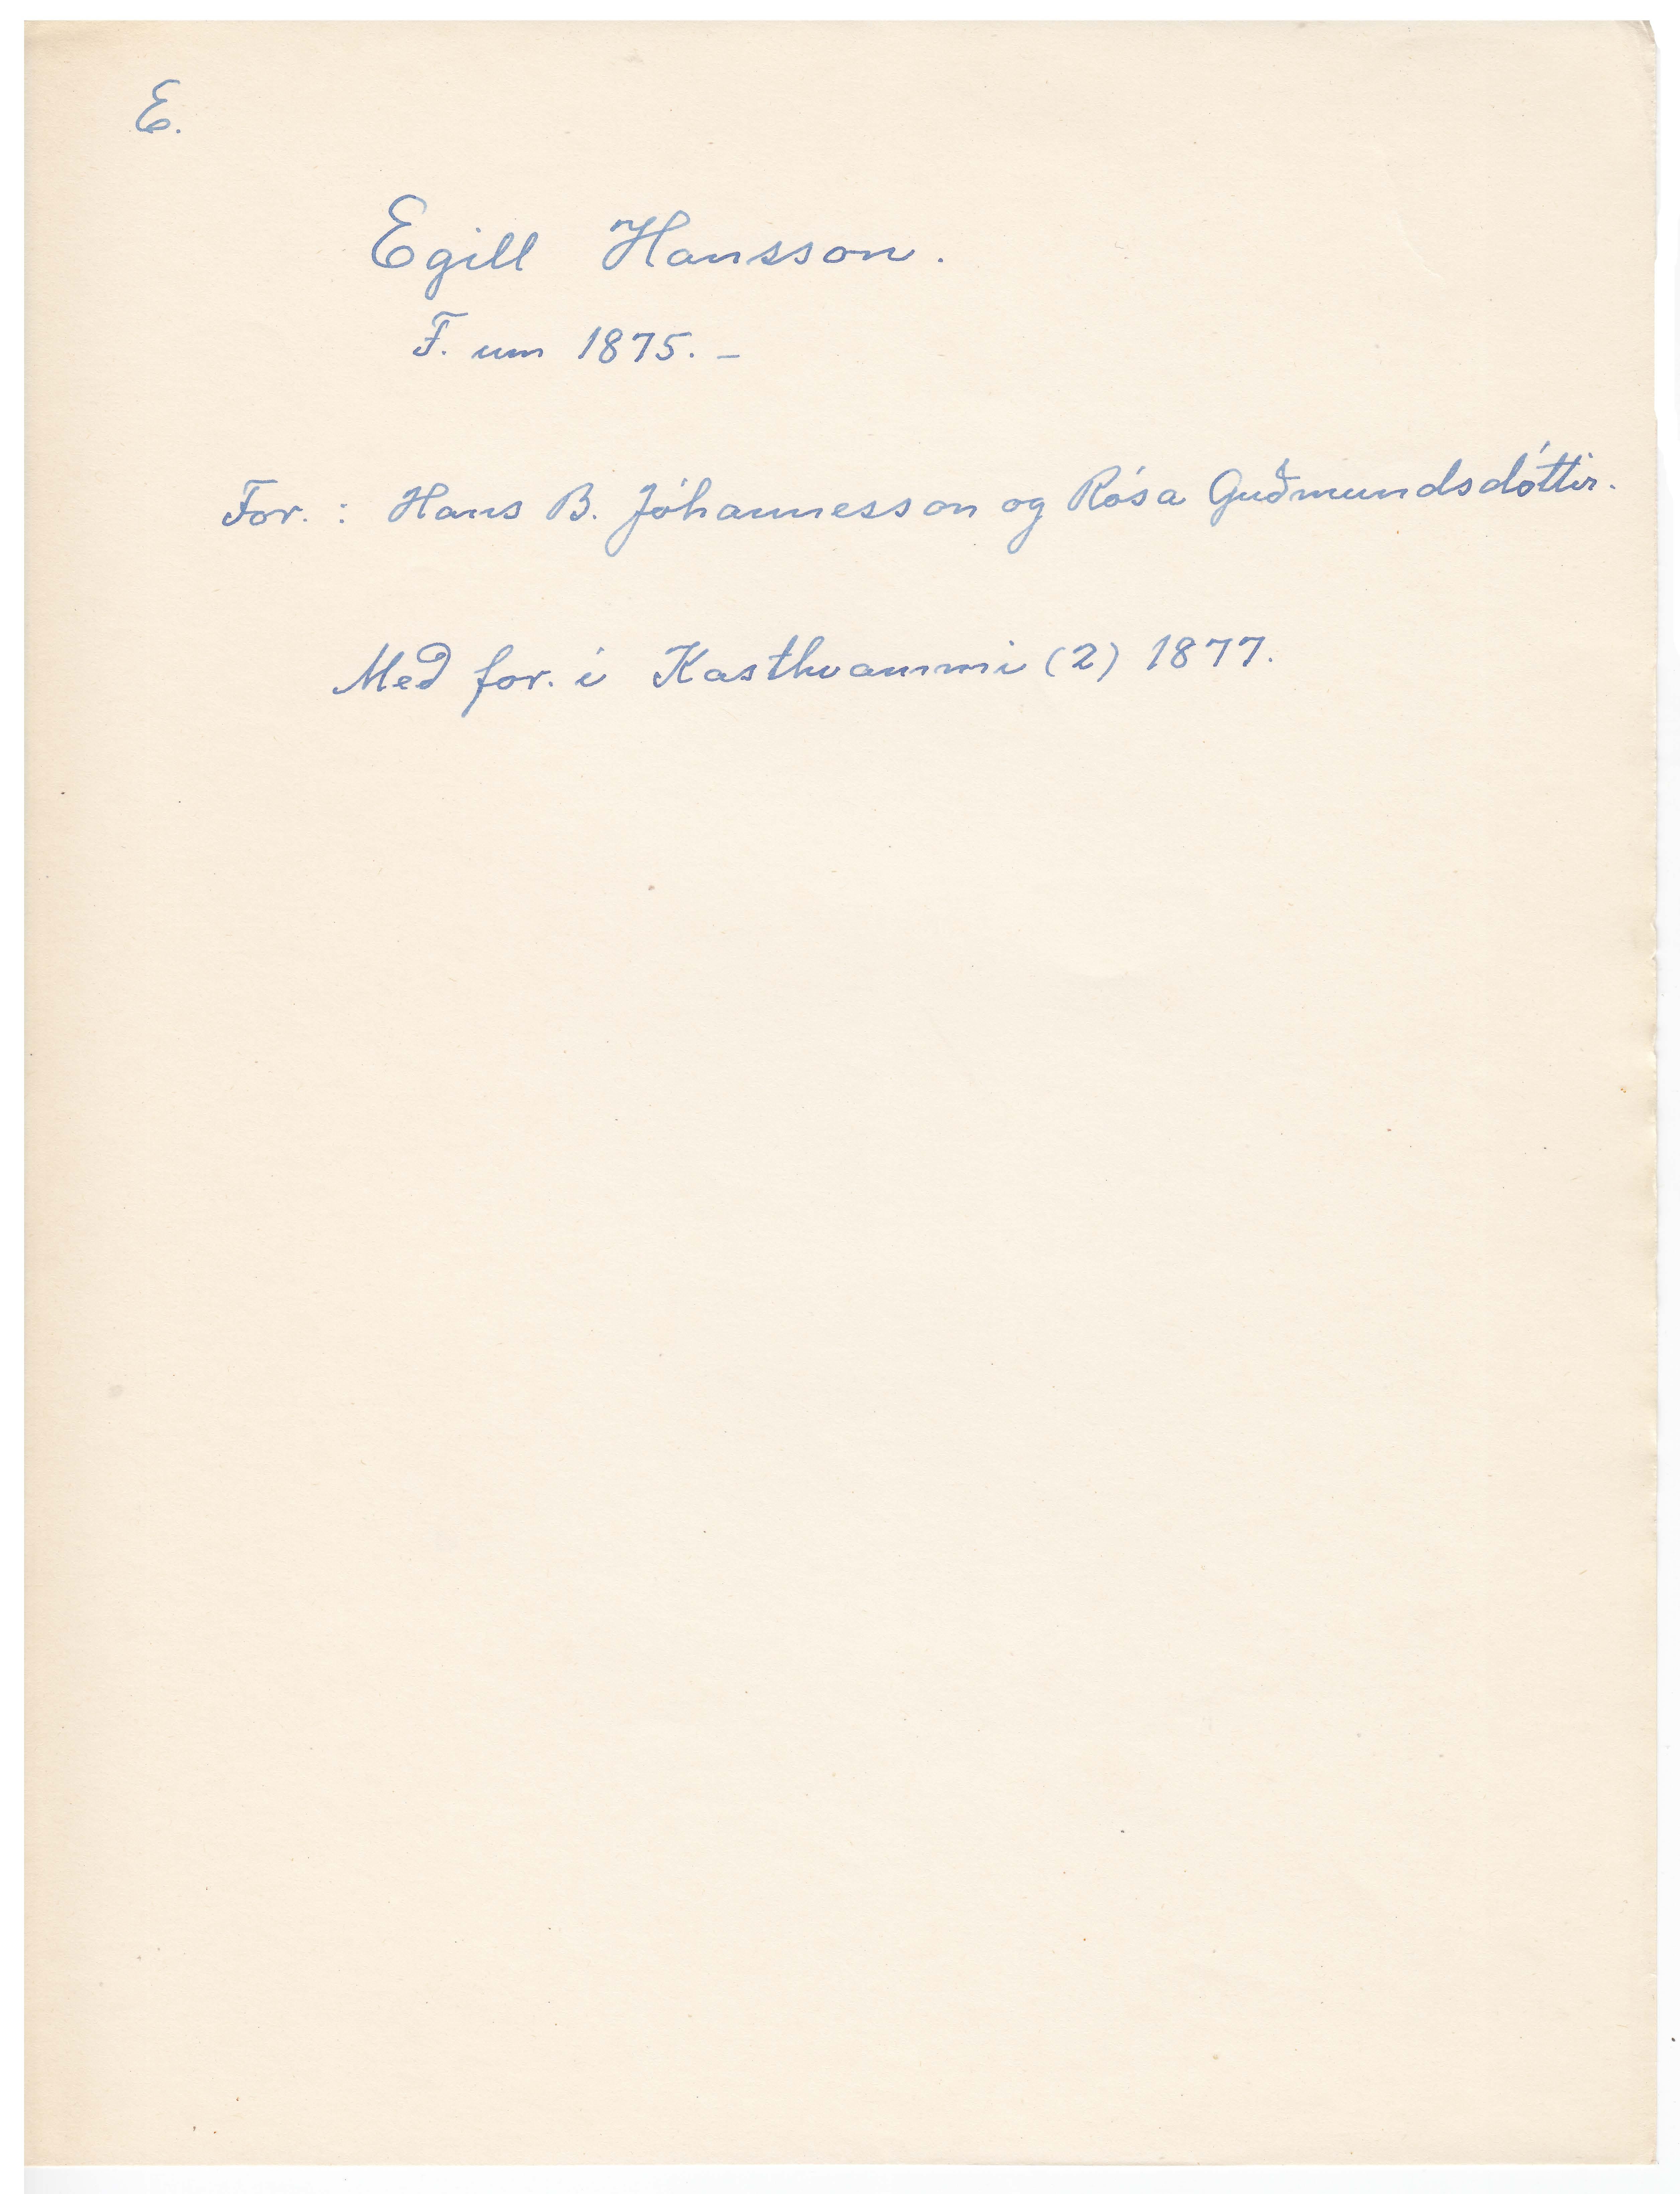 E.
Egill Hansson.
F. um 1875. –
For. : Hans B. Jóhannesson og Rósa Guðmundsdóttir.
Með for. í Kasthvammi (2) 1877.